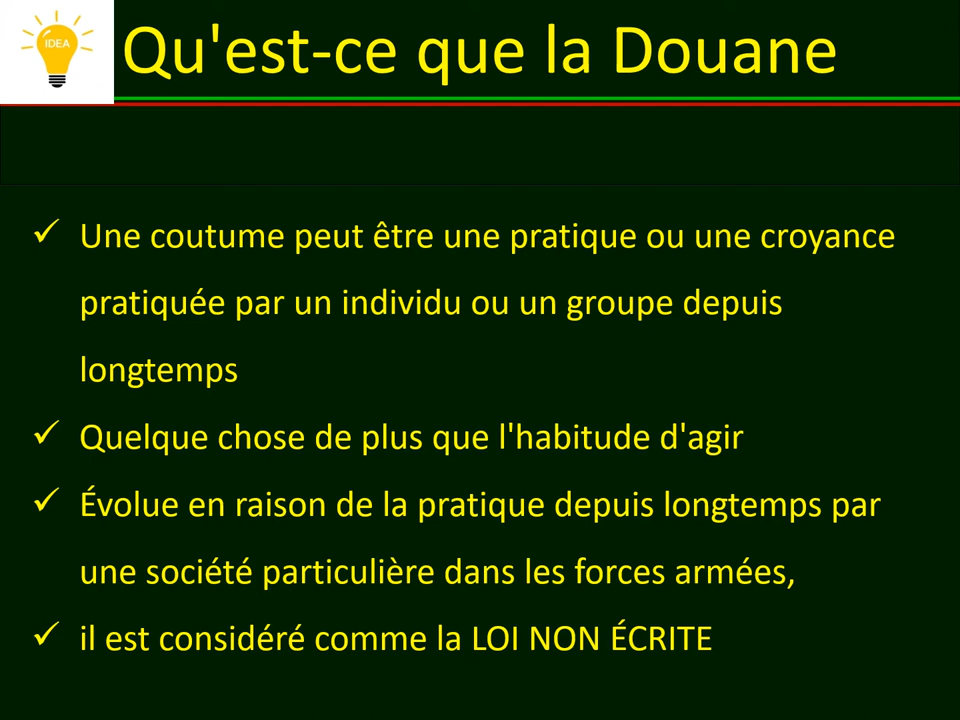 IDEA
Qu'est-ce que la Douane
✓ Une coutume peut être une pratique ou une croyance
pratiquée par un individu ou un groupe depuis
longtemps
✓ Quelque chose de plus que l'habitude d'agir
✓ Évolue en raison de la pratique depuis longtemps par
une société particulière dans les forces armées,
✓ il est considéré comme la LOI NON ÉCRITE